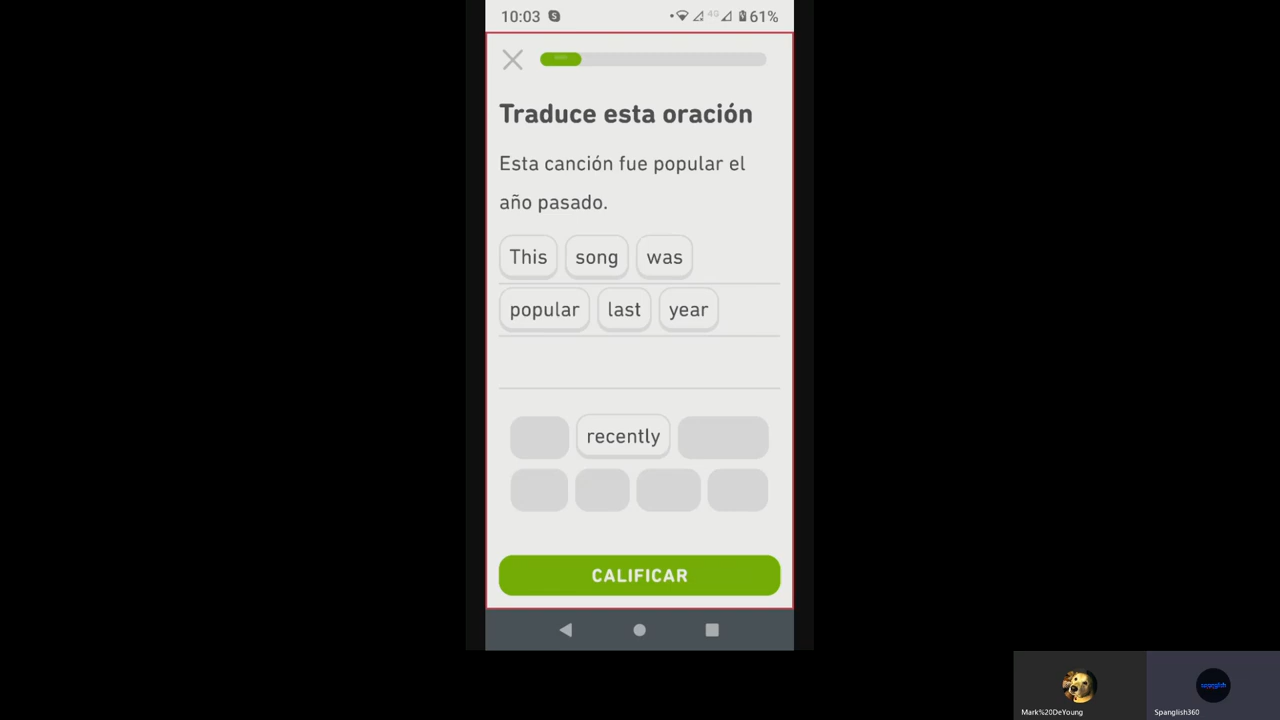 10:03 4G 61%
Traduce esta oración
Esta canción fue popular el
año pasado.
This song was
popular last year
recently
CALIFICAR
Mark%20DeYoung Spanglish360